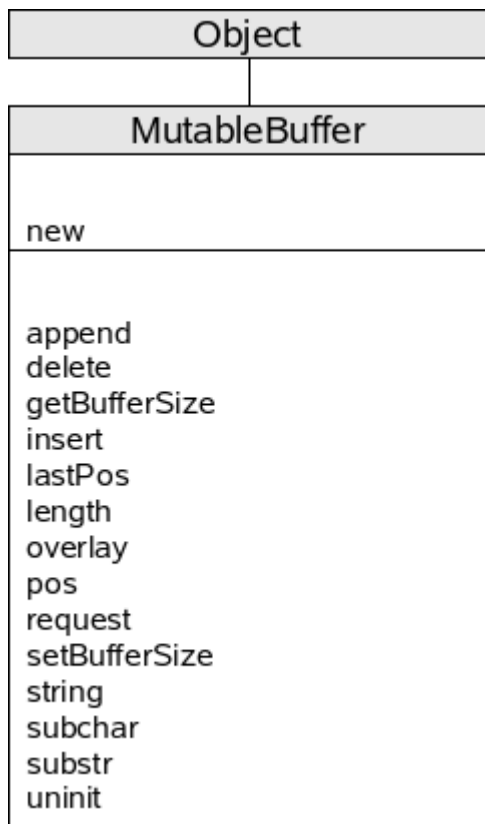 Object
MutableBuffer
new
append
delete
getBufferSize
insert
lastPos
length
overlay
pos
request
setBufferSize
string
subchar
substr
uninit